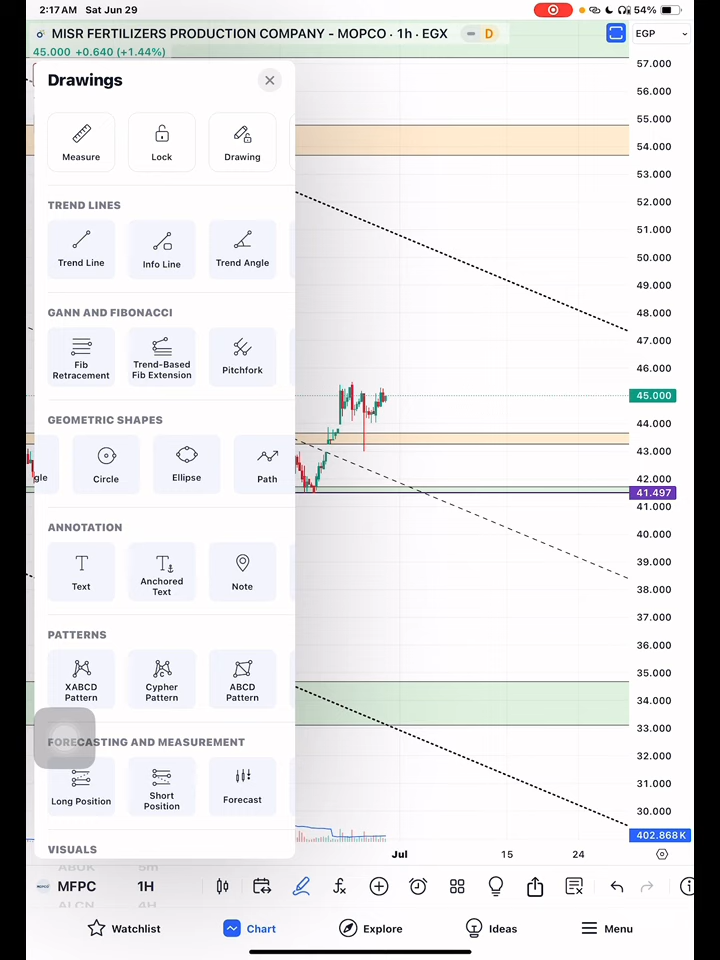 2:17 AM Sat Jun 29
54%
MISR FERTILIZERS PRODUCTION COMPANY - MOPCO · 1h · EGX
D
EGP
45.000 +0.640 (+1.44%)
57.000
56.000
55.000
54.000
53.000
52.000
51.000
50.000
49.000
48.000
47.000
46.000
45.000
44.000
43.000
42.000
41.497
41.000
40.000
39.000
38.000
37.000
36.000
35.000
34.000
33.000
32.000
31.000
30.000
402.868K
Drawings
Measure
Lock
Drawing
TREND LINES
Trend Line
Info Line
Trend Angle
GANN AND FIBONACCI
Fib Retracement
Trend-Based Fib Extension
Pitchfork
GEOMETRIC SHAPES
gle
Circle
Ellipse
Path
ANNOTATION
Text
Anchored Text
Note
PATTERNS
XABCD Pattern
Cypher Pattern
ABCD Pattern
FORECASTING AND MEASUREMENT
Long Position
Short Position
Forecast
VISUALS
Jul
15
24
ABUK
5m
MFPC
1H
ALCN
4H
Watchlist
Chart
Explore
Ideas
Menu